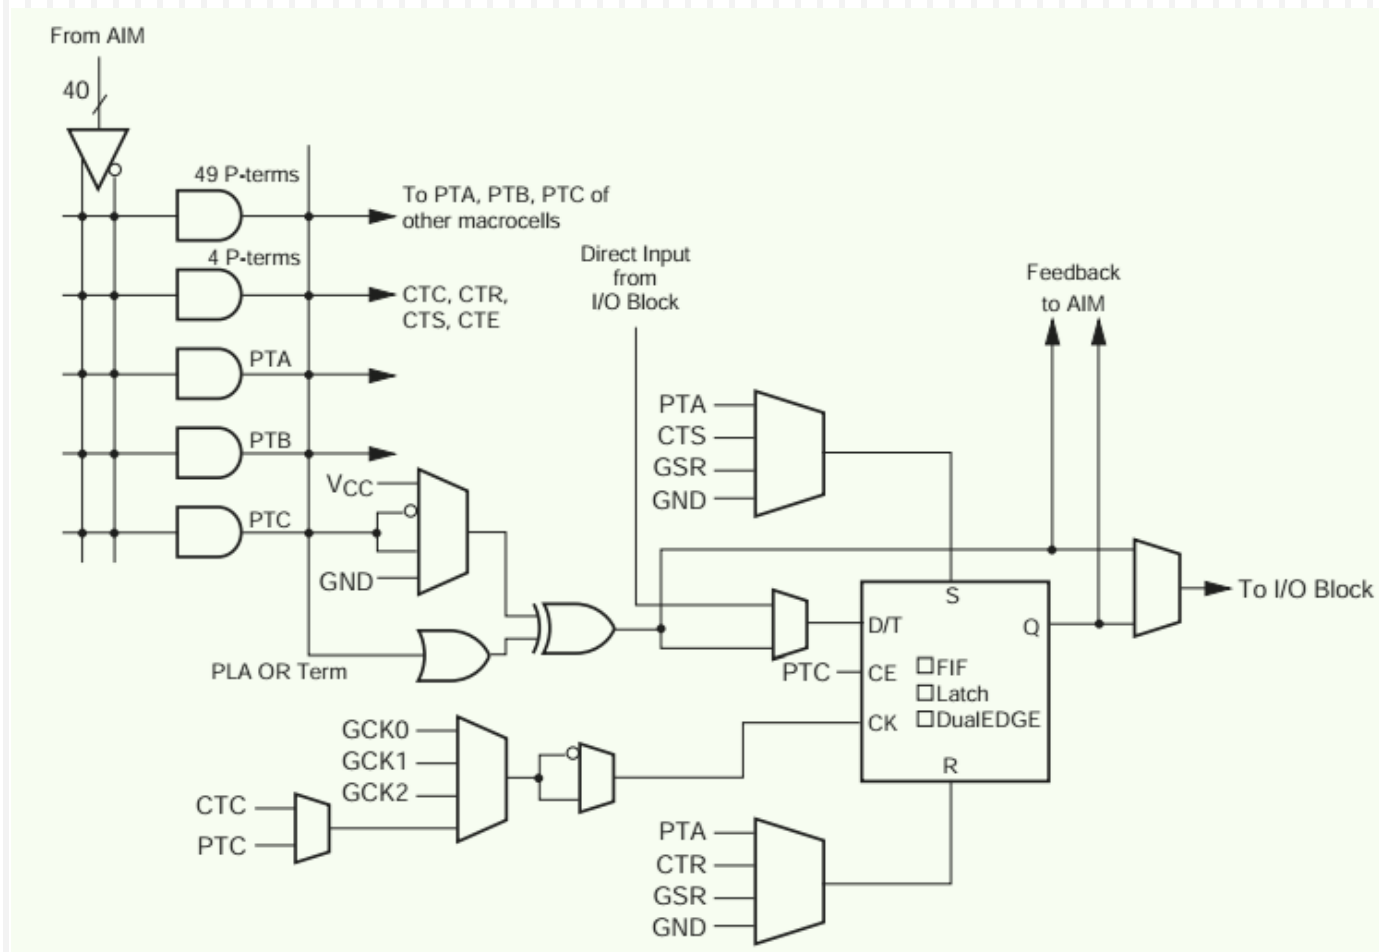 From AIM
40
49 P-terms
To PTA, PTB, PTC of
other macrocells
4 P-terms
CTC, CTR,
CTS, CTE
PTA
PTB
PTC
VCC
GND
PLA OR Term
Direct Input
from
I/O Block
Feedback
to AIM
PTA
CTS
GSR
GND
To I/O Block
S
D/T
Q
PTC
CE
FIF
Latch
CK
DualEDGE
R
GCK0
GCK1
GCK2
CTC
PTC
PTA
CTR
GSR
GND